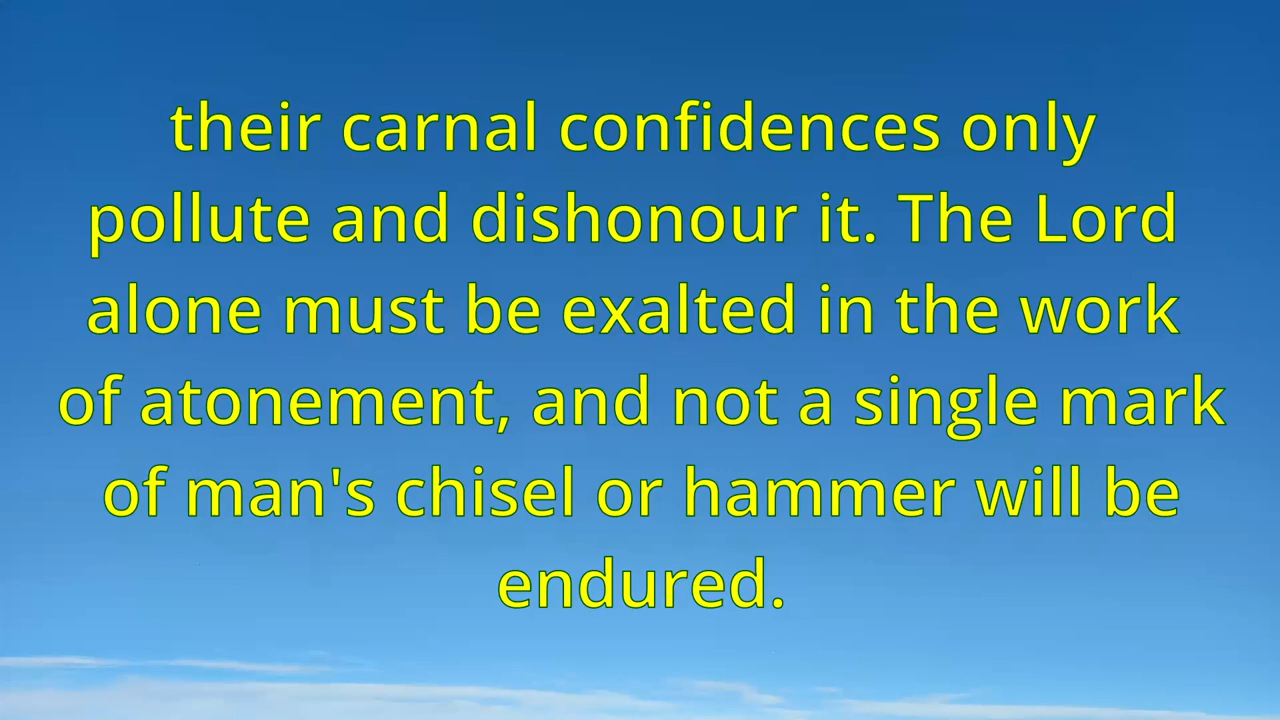 their carnal confidences only
pollute and dishonour it. The Lord
alone must be exalted in the work
of atonement, and not a single mark
of man's chisel or hammer will be
endured.